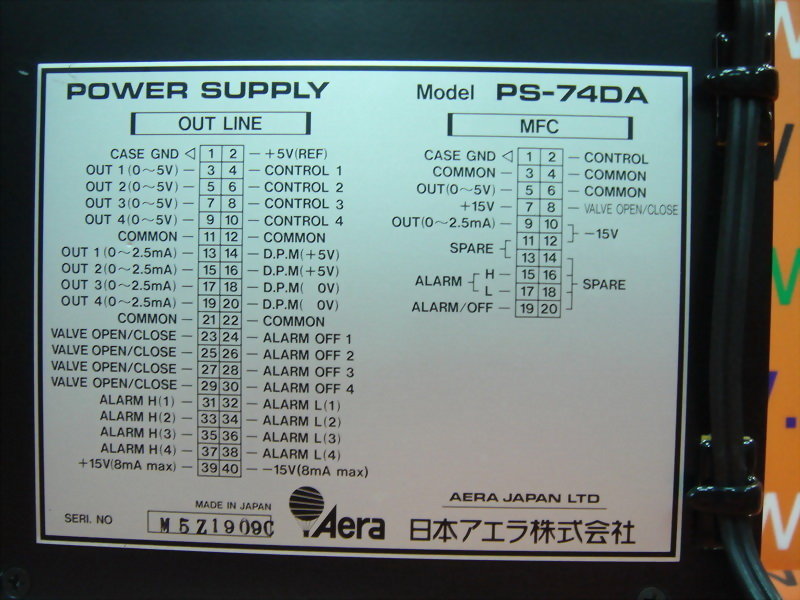 POWER SUPPLY Model PS-74DA
OUT LINE
CASE GND ◁ 1 2 +5V(REF)
OUT 1(0～5V) 3 4 CONTROL 1
OUT 2(0～5V) 5 6 CONTROL 2
OUT 3(0～5V) 7 8 CONTROL 3
OUT 4(0～5V) 9 10 CONTROL 4
COMMON 11 12 COMMON
OUT 1(0～2.5mA) 13 14 D.P.M(+5V)
OUT 2(0～2.5mA) 15 16 D.P.M(+5V)
OUT 3(0～2.5mA) 17 18 D.P.M( 0V)
OUT 4(0～2.5mA) 19 20 D.P.M( 0V)
COMMON 21 22 COMMON
VALVE OPEN/CLOSE 23 24 ALARM OFF 1
VALVE OPEN/CLOSE 25 26 ALARM OFF 2
VALVE OPEN/CLOSE 27 28 ALARM OFF 3
VALVE OPEN/CLOSE 29 30 ALARM OFF 4
ALARM H(1) 31 32 ALARM L(1)
ALARM H(2) 33 34 ALARM L(2)
ALARM H(3) 35 36 ALARM L(3)
ALARM H(4) 37 38 ALARM L(4)
+15V(8mA max) 39 40 -15V(8mA max)
MFC
CASE GND ◁ 1 2 CONTROL
COMMON 3 4 COMMON
OUT(0～5V) 5 6 COMMON
+15V 7 8 VALVE OPEN/CLOSE
OUT(0～2.5mA) 9 10 -15V
SPARE 11 12
13 14
ALARM H 15 16 SPARE
L 17 18
ALARM/OFF 19 20
MADE IN JAPAN
SERI. NO M5Z1909C
Aera
AERA JAPAN LTD
日本アエラ株式会社